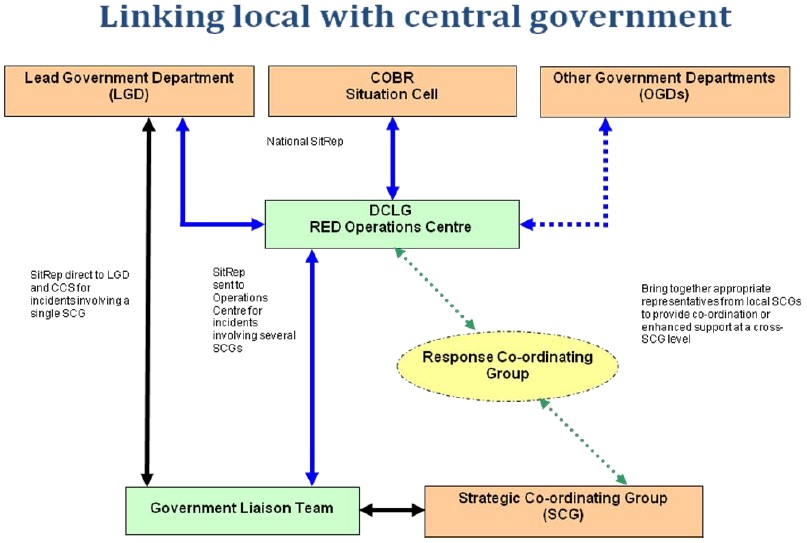 Linking local with central government
Lead Government Department
(LGD)
COBR
Situation Cell
Other Government Departments
(OGDs)
National SitRep
DCLG
RED Operations Centre
SitRep direct to LGD
and CCS for
incidents involving a
single SCG
SitRep
sent to
Operations
Centre for
incidents
involving several
SCGs
Bring together appropriate
representatives from local SCGs
to provide co-ordination or
enhanced support at a cross-
SCG level
Response Co-ordinating
Group
Government Liaison Team
Strategic Co-ordinating Group
(SCG)